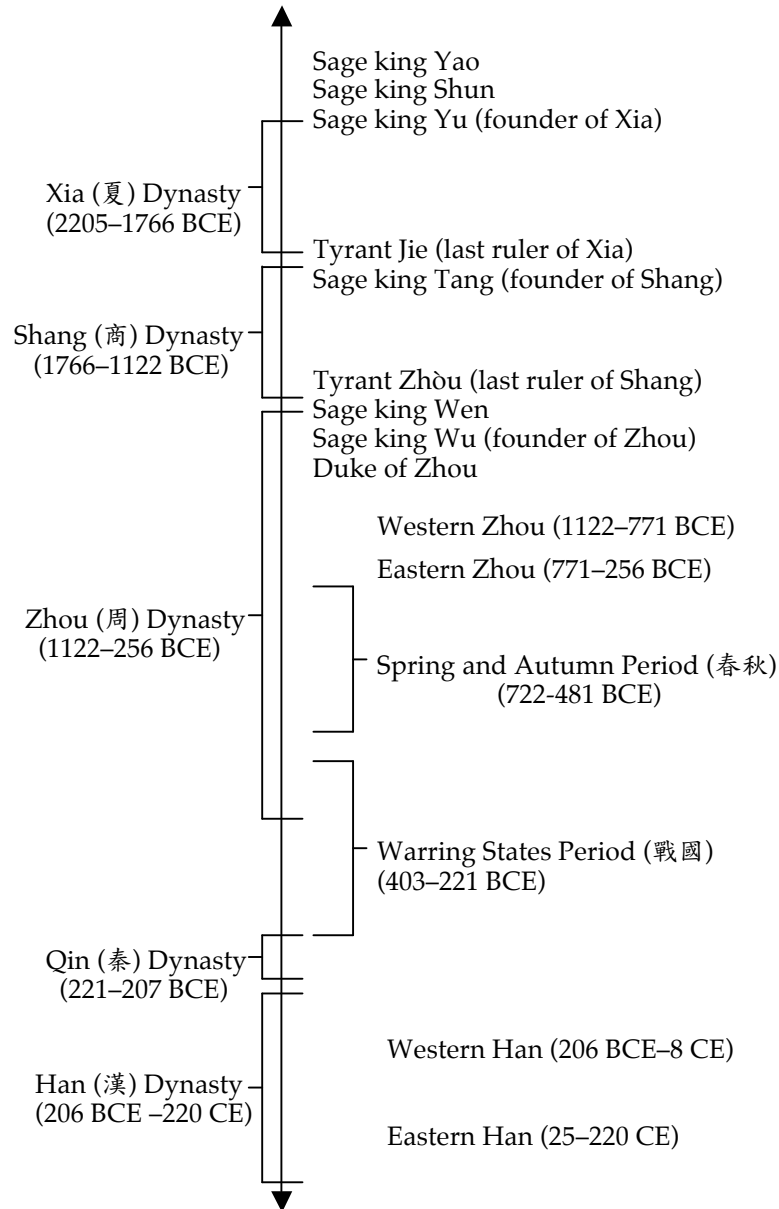 Sage king Yao
Sage king Shun
Sage king Yu (founder of Xia)
Xia (夏) Dynasty
(2205–1766 BCE)
Tyrant Jie (last ruler of Xia)
Sage king Tang (founder of Shang)
Shang (商) Dynasty
(1766–1122 BCE)
Tyrant Zhòu (last ruler of Shang)
Sage king Wen
Sage king Wu (founder of Zhou)
Duke of Zhou
Western Zhou (1122–771 BCE)
Eastern Zhou (771–256 BCE)
Zhou (周) Dynasty
(1122–256 BCE)
Spring and Autumn Period (春秋)
(722-481 BCE)
Warring States Period (戰國)
(403–221 BCE)
Qin (秦) Dynasty
(221–207 BCE)
Western Han (206 BCE–8 CE)
Han (漢) Dynasty
(206 BCE –220 CE)
Eastern Han (25–220 CE)